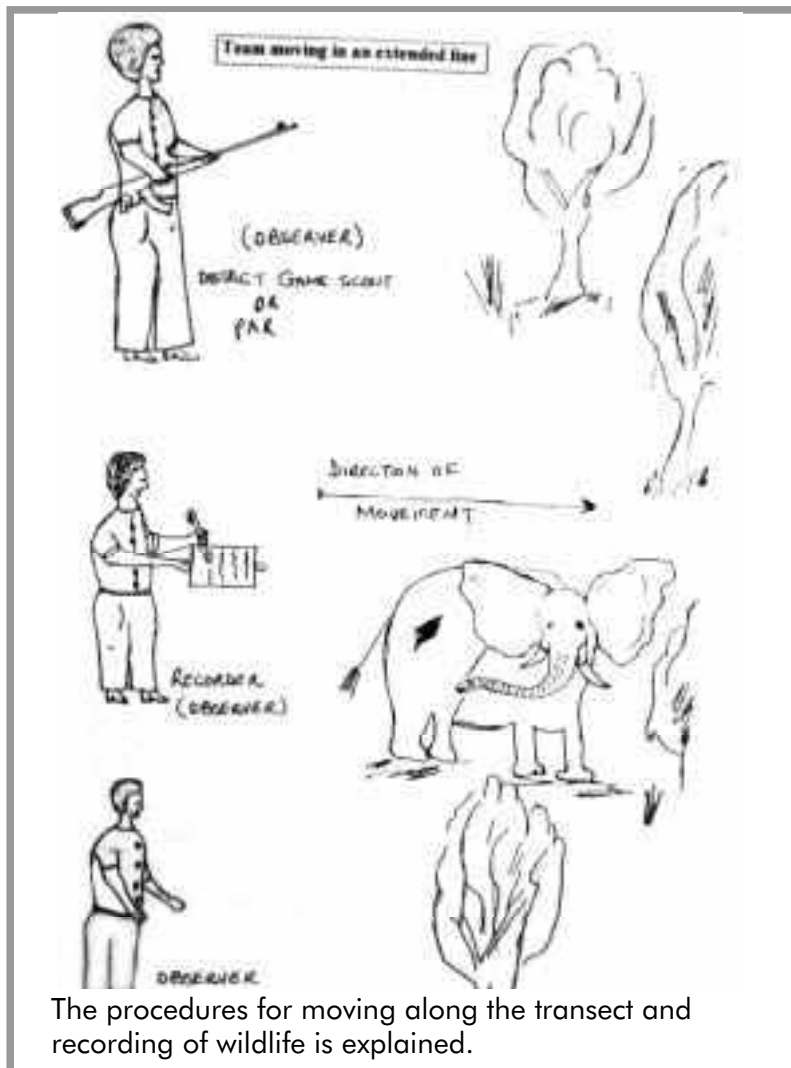 Team moving in an extended line
(OBSERVER)
DISTRICT GAME SCOUT
OR
PAR
DIRECTION OF
MOVEMENT
RECORDER
(OBSERVER)
OBSERVER
The procedures for moving along the transect and
recording of wildlife is explained.